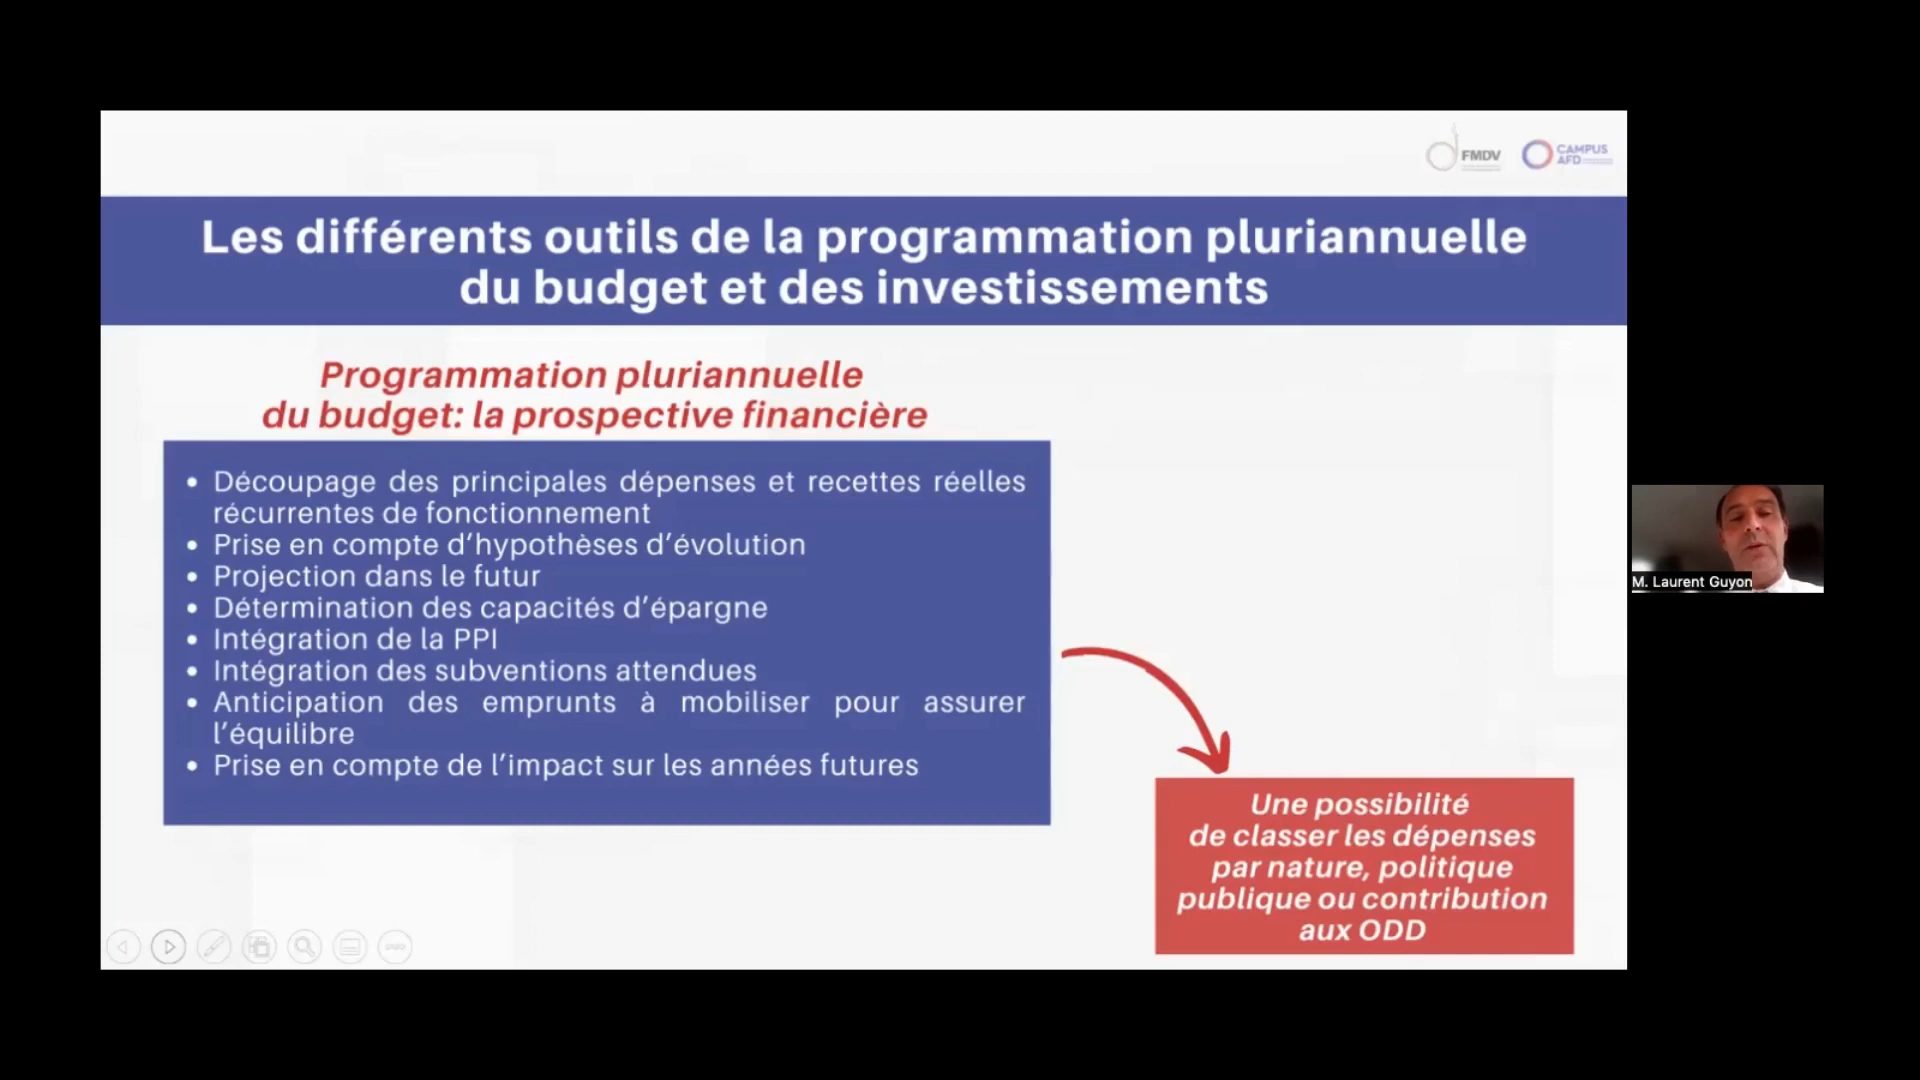 FMDV
CAMPUS
AFD
Les différents outils de la programmation pluriannuelle
du budget et des investissements
Programmation pluriannuelle
du budget: la prospective financière
• Découpage des principales dépenses et recettes réelles
récurrentes de fonctionnement
• Prise en compte d’hypothèses d’évolution
• Projection dans le futur
• Détermination des capacités d’épargne
• Intégration de la PPI
• Intégration des subventions attendues
• Anticipation des emprunts à mobiliser pour assurer
l’équilibre
• Prise en compte de l’impact sur les années futures
Une possibilité
de classer les dépenses
par nature, politique
publique ou contribution
aux ODD
M. Laurent Guyon